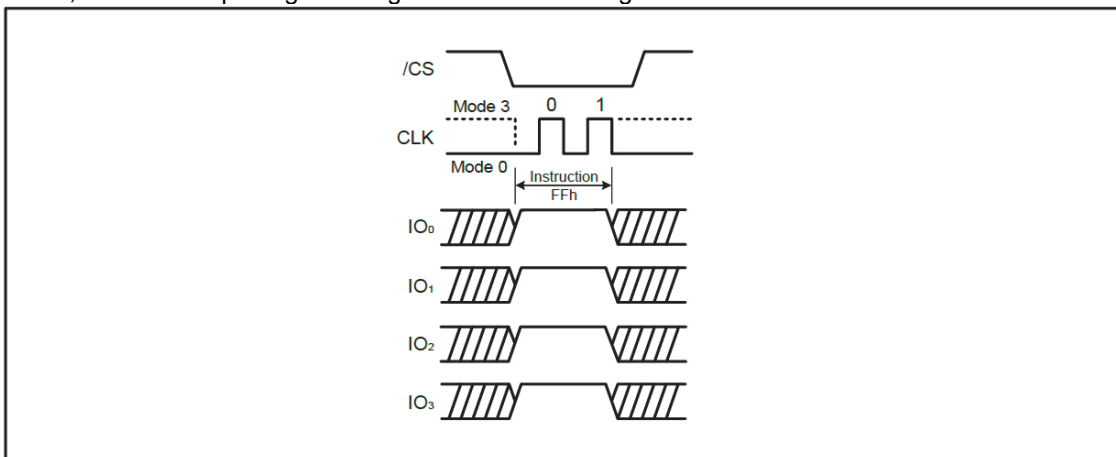 /CS
Mode 3 0 1
CLK
Mode 0
Instruction
FFh
IO₀
IO₁
IO₂
IO₃